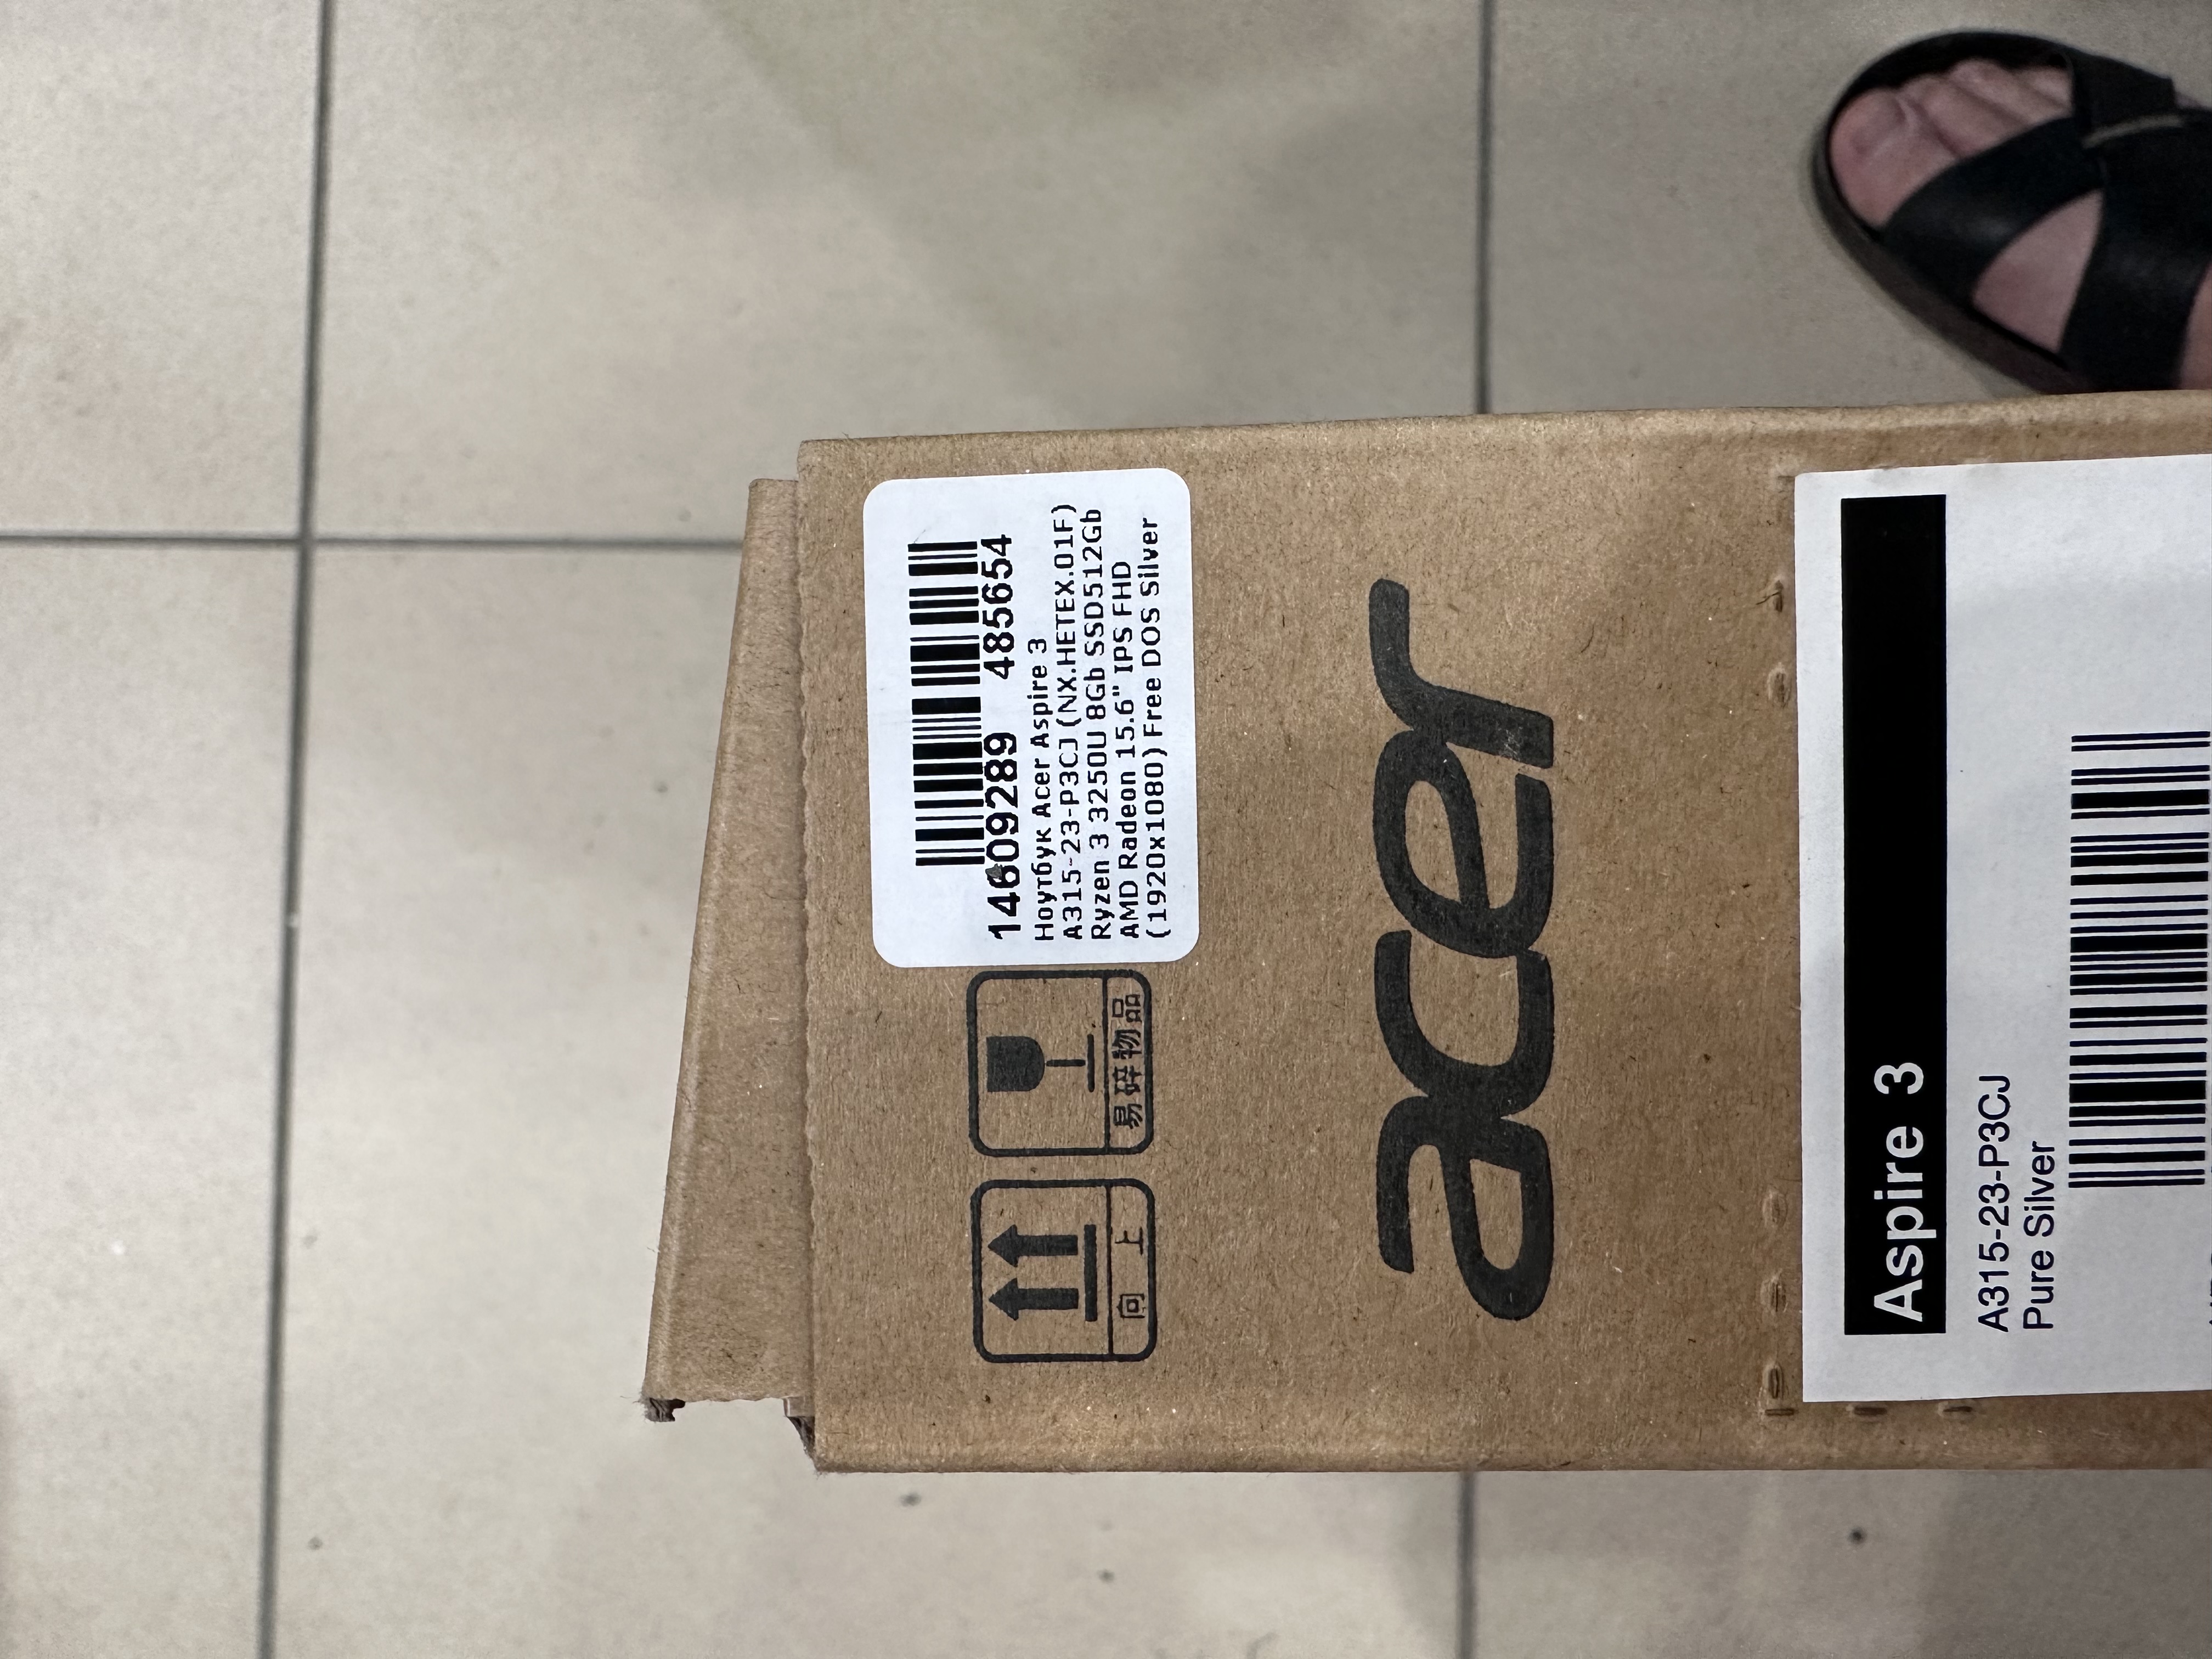 14609289 485654
Ноутбук Acer Aspire 3
A315-23-P3CJ (NX.HETEX.01F)
Ryzen 3 3250U 8Gb SSD512Gb
AMD Radeon 15.6" IPS FHD
(1920x1080) Free DOS Silver
向上
易碎物品
acer
Aspire 3
A315-23-P3CJ
Pure Silver